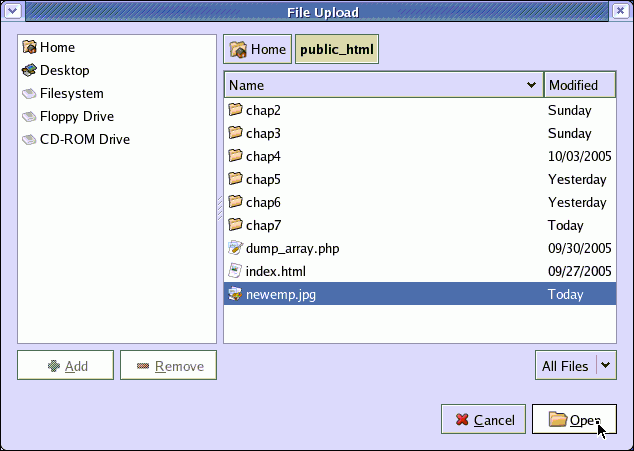 File Upload
Home
Desktop
Filesystem
Floppy Drive
CD-ROM Drive
Home public_html
Name Modified
chap2 Sunday
chap3 Sunday
chap4 10/03/2005
chap5 Yesterday
chap6 Yesterday
chap7 Today
dump_array.php 09/30/2005
index.html 09/27/2005
newemp.jpg Today
Add Remove All Files
Cancel Open